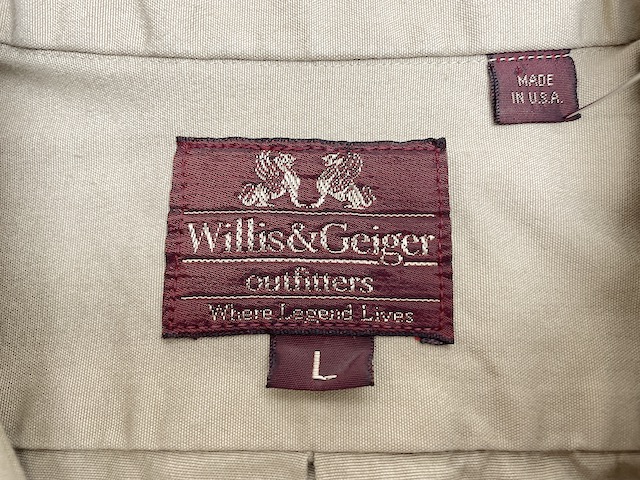 MADE
IN U.S.A.
Willis&Geiger
outfitters
Where Legend Lives
L